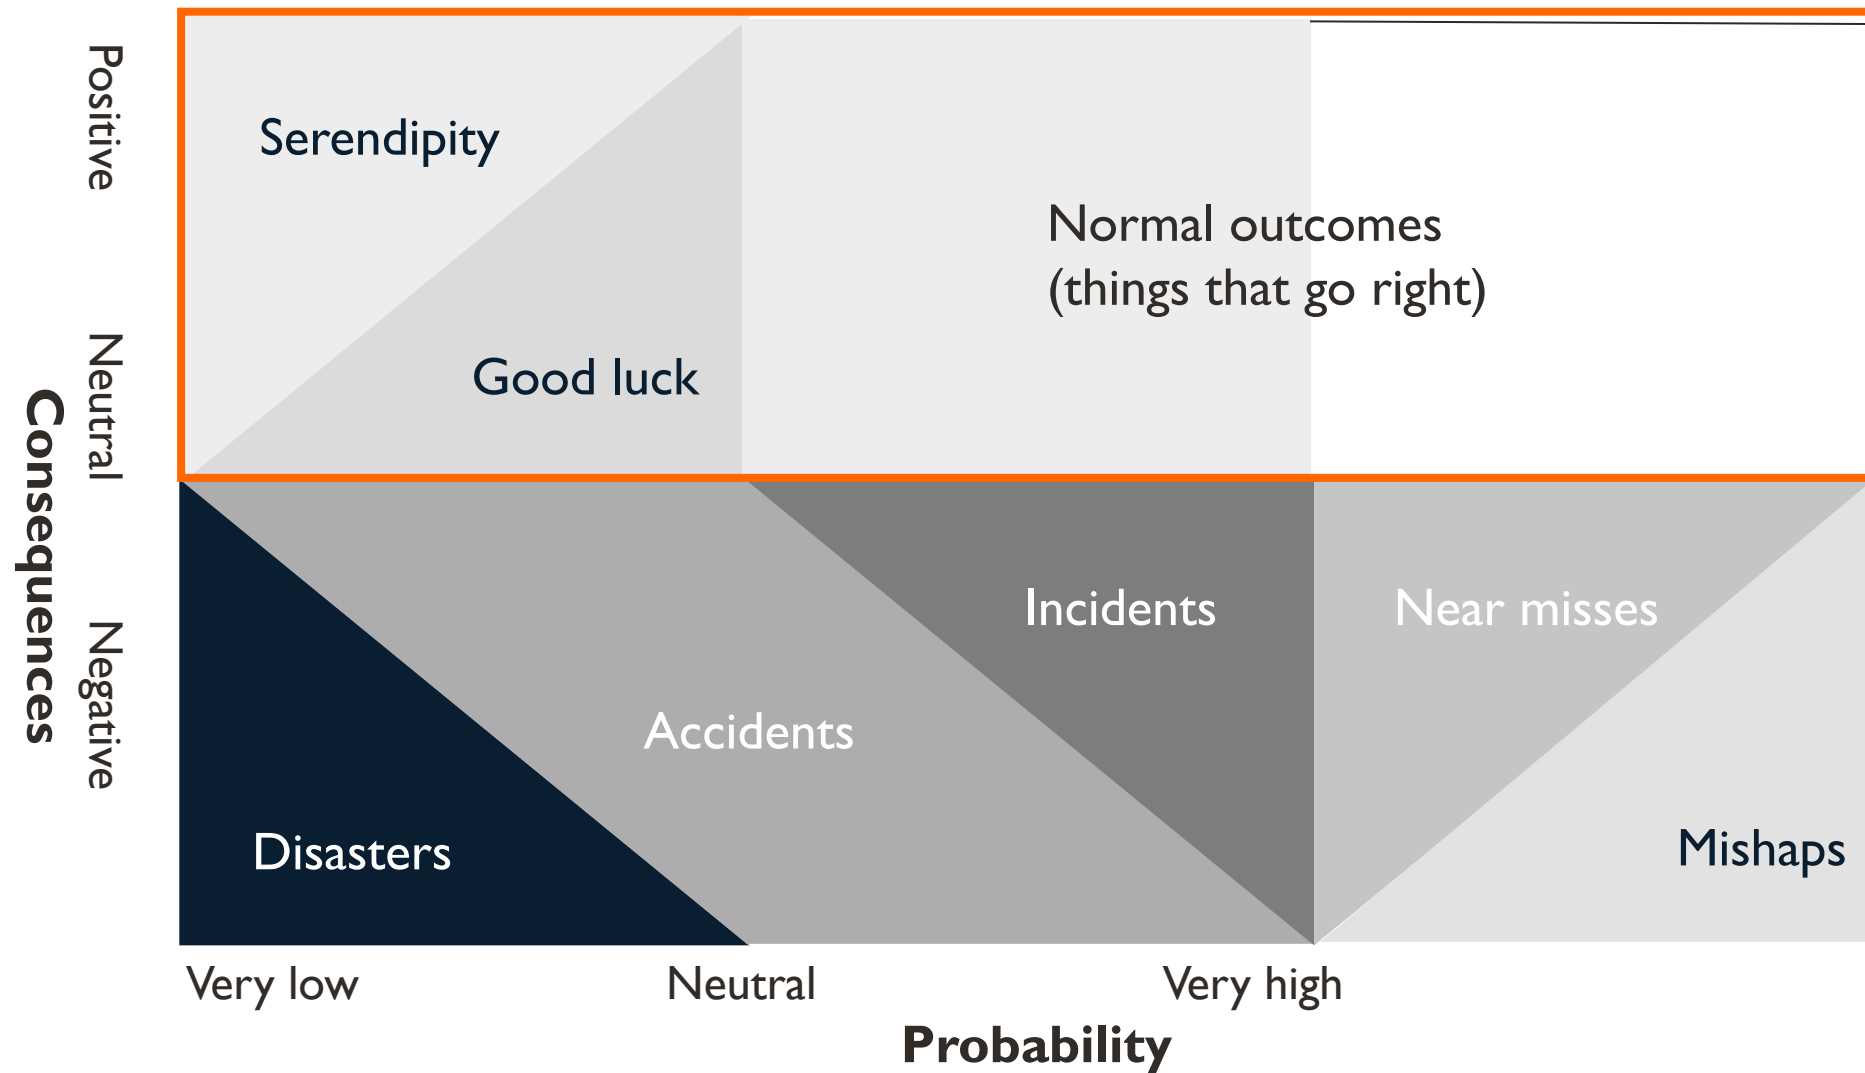 Consequences
Positive
Neutral
Negative
Serendipity
Good luck
Normal outcomes
(things that go right)
Incidents
Near misses
Accidents
Disasters
Mishaps
Very low
Neutral
Very high
Probability